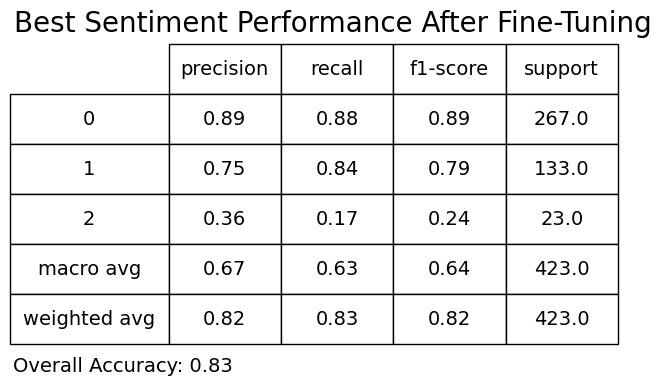 Best Sentiment Performance After Fine-Tuning
precision recall f1-score support
0 0.89 0.88 0.89 267.0
1 0.75 0.84 0.79 133.0
2 0.36 0.17 0.24 23.0
macro avg 0.67 0.63 0.64 423.0
weighted avg 0.82 0.83 0.82 423.0
Overall Accuracy: 0.83